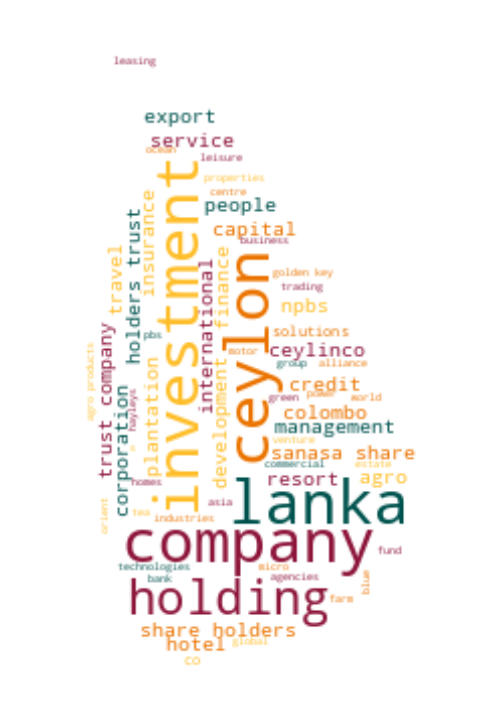 leasing
export
service
ocean
leisure
investment
properties
centre
insurance
people
holders trust
capital
business
travel
finance
ceylon
international
golden key
trading
npbs
trust company
solutions
pbs
agro products
motor
ceylinco
plantation
group
alliance
development
corporation
hayleys
credit
green
power
world
colombo
management
venture
sanasa share
commercial
estate
homes
resort
agro
lanka
orient
tea
industries
asia
company
fund
technologies
bank
micro
agencies
blue
holding
farm
share holders
hotel
global
co